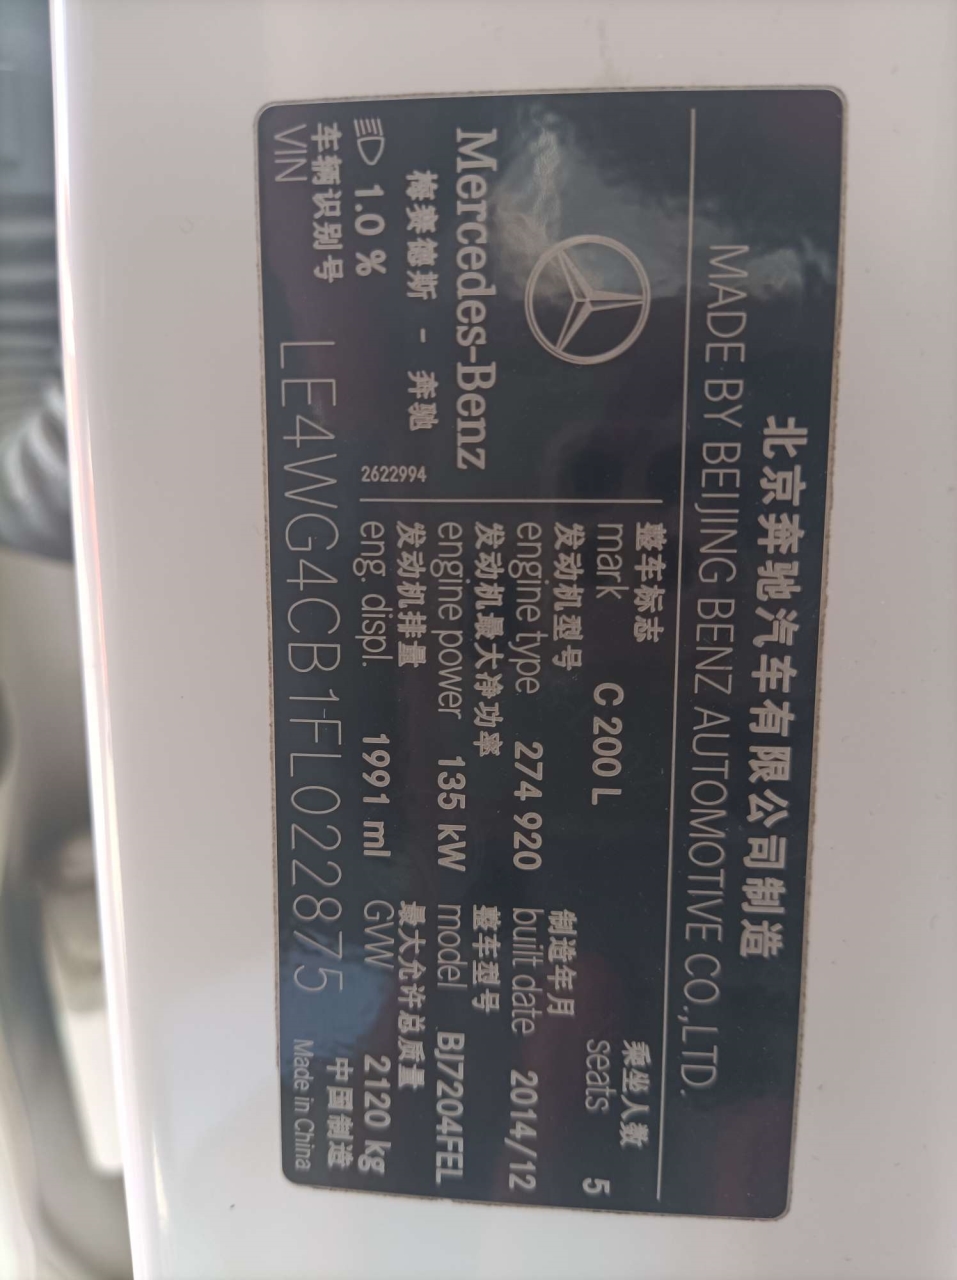 北京奔驰汽车有限公司制造
MADE BY BEIJING BENZ AUTOMOTIVE CO.,LTD.
Mercedes-Benz
梅赛德斯 - 奔驰
1.0 %
2622994
整车标志
mark C 200 L
乘坐人数
seats 5
发动机型号
engine type 274 920
制造年月
built date 2014/12
发动机最大净功率
engine power 135 kW
整车型号
model BJ7204FEL
发动机排量
eng. displ. 1991 ml
最大允许总质量
GWV 2120 kg
车辆识别号
VIN LE4WG4CB1FL022875
中国制造
Made in China